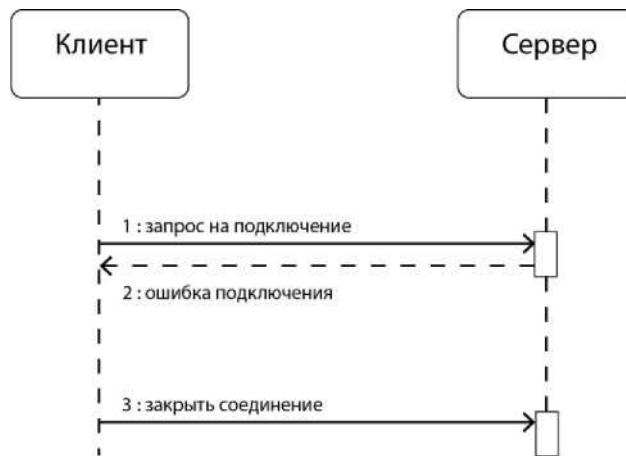 Клиент
Сервер
1 : запрос на подключение
2 : ошибка подключения
3 : закрыть соединение